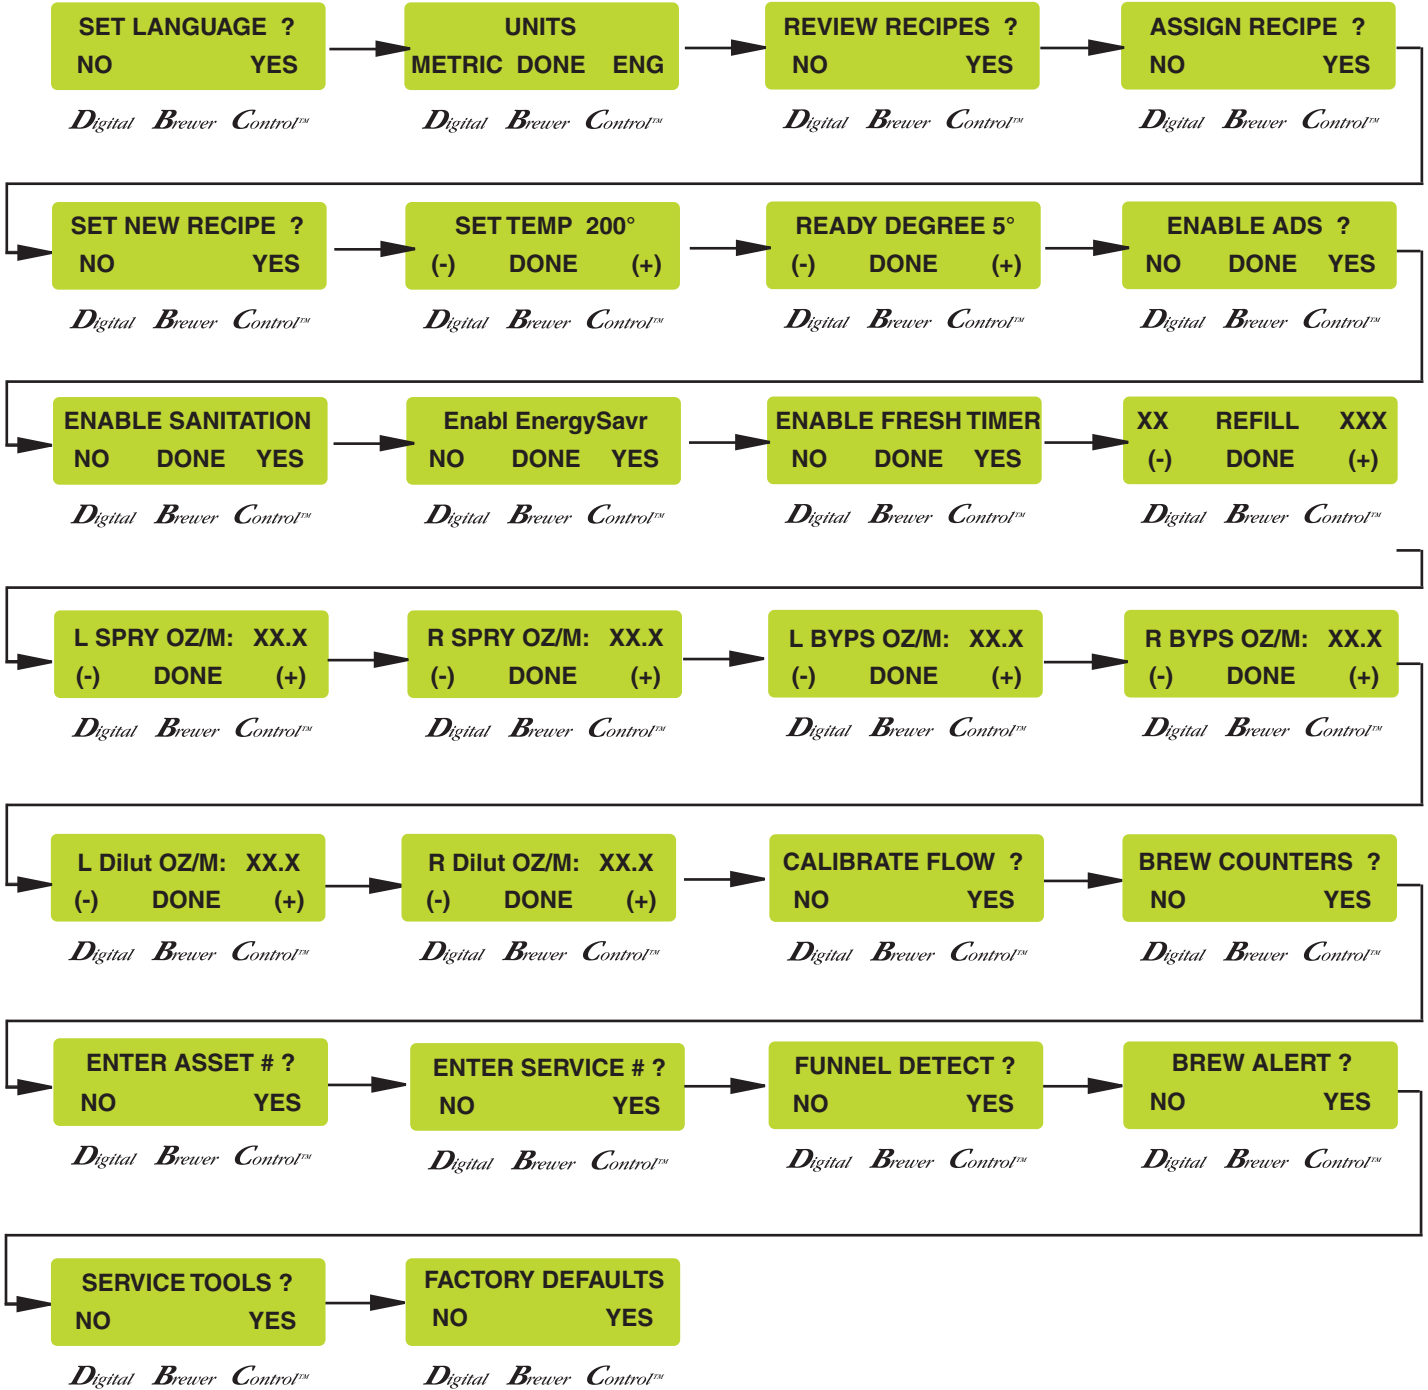 SET LANGUAGE ?
NO YES
Digital Brewer Control™
UNITS
METRIC DONE ENG
Digital Brewer Control™
REVIEW RECIPES ?
NO YES
Digital Brewer Control™
ASSIGN RECIPE ?
NO YES
Digital Brewer Control™
SET NEW RECIPE ?
NO YES
Digital Brewer Control™
SET TEMP 200°
(-) DONE (+)
Digital Brewer Control™
READY DEGREE 5°
(-) DONE (+)
Digital Brewer Control™
ENABLE ADS ?
NO DONE YES
Digital Brewer Control™
ENABLE SANITATION
NO DONE YES
Digital Brewer Control™
Enabl EnergySavr
NO DONE YES
Digital Brewer Control™
ENABLE FRESH TIMER
NO DONE YES
Digital Brewer Control™
XX REFILL XXX
(-) DONE (+)
Digital Brewer Control™
L SPRY OZ/M: XX.X
(-) DONE (+)
Digital Brewer Control™
R SPRY OZ/M: XX.X
(-) DONE (+)
Digital Brewer Control™
L BYPS OZ/M: XX.X
(-) DONE (+)
Digital Brewer Control™
R BYPS OZ/M: XX.X
(-) DONE (+)
Digital Brewer Control™
L Dilut OZ/M: XX.X
(-) DONE (+)
Digital Brewer Control™
R Dilut OZ/M: XX.X
(-) DONE (+)
Digital Brewer Control™
CALIBRATE FLOW ?
NO YES
Digital Brewer Control™
BREW COUNTERS ?
NO YES
Digital Brewer Control™
ENTER ASSET # ?
NO YES
Digital Brewer Control™
ENTER SERVICE # ?
NO YES
Digital Brewer Control™
FUNNEL DETECT ?
NO YES
Digital Brewer Control™
BREW ALERT ?
NO YES
Digital Brewer Control™
SERVICE TOOLS ?
NO YES
Digital Brewer Control™
FACTORY DEFAULTS
NO YES
Digital Brewer Control™